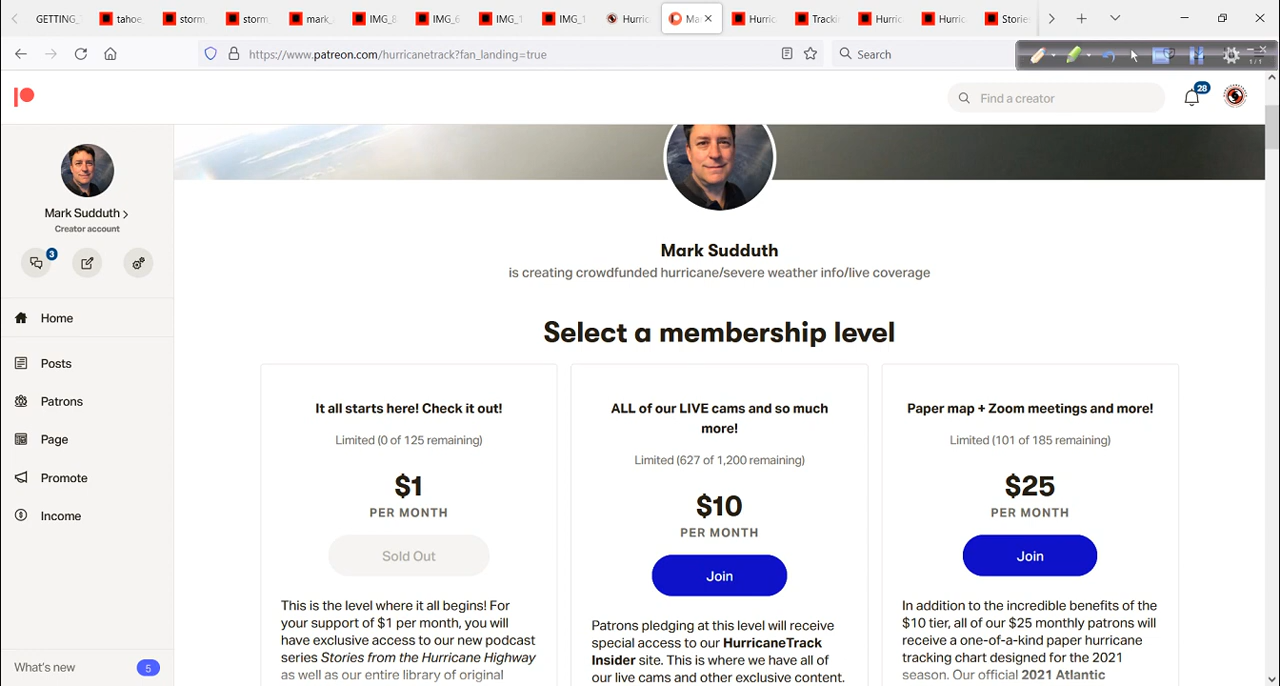 GETTING_
tahoe_
storm_
storm_
mark_
IMG_8
IMG_6
IMG_1
IMG_1
Hurric
Ma
Hurric
Tracki
Hurric
Hurric
Storie
https://www.patreon.com/hurricanetrack?fan_landing=true
Search
1/1
Find a creator
28
Mark Sudduth
Creator account
3
Home
Posts
Patrons
Page
Promote
Income
What's new
5
Mark Sudduth
is creating crowdfunded hurricane/severe weather info/live coverage
Select a membership level
It all starts here! Check it out!
Limited (0 of 125 remaining)
$1
PER MONTH
Sold Out
This is the level where it all begins! For
your support of $1 per month, you will
have exclusive access to our new podcast
series Stories from the Hurricane Highway
as well as our entire library of original
ALL of our LIVE cams and so much
more!
Limited (627 of 1,200 remaining)
$10
PER MONTH
Join
Patrons pledging at this level will receive
special access to our HurricaneTrack
Insider site. This is where we have all of
our live cams and other exclusive content.
Paper map + Zoom meetings and more!
Limited (101 of 185 remaining)
$25
PER MONTH
Join
In addition to the incredible benefits of the
$10 tier, all of our $25 monthly patrons will
receive a one-of-a-kind paper hurricane
tracking chart designed for the 2021
season. Our official 2021 Atlantic